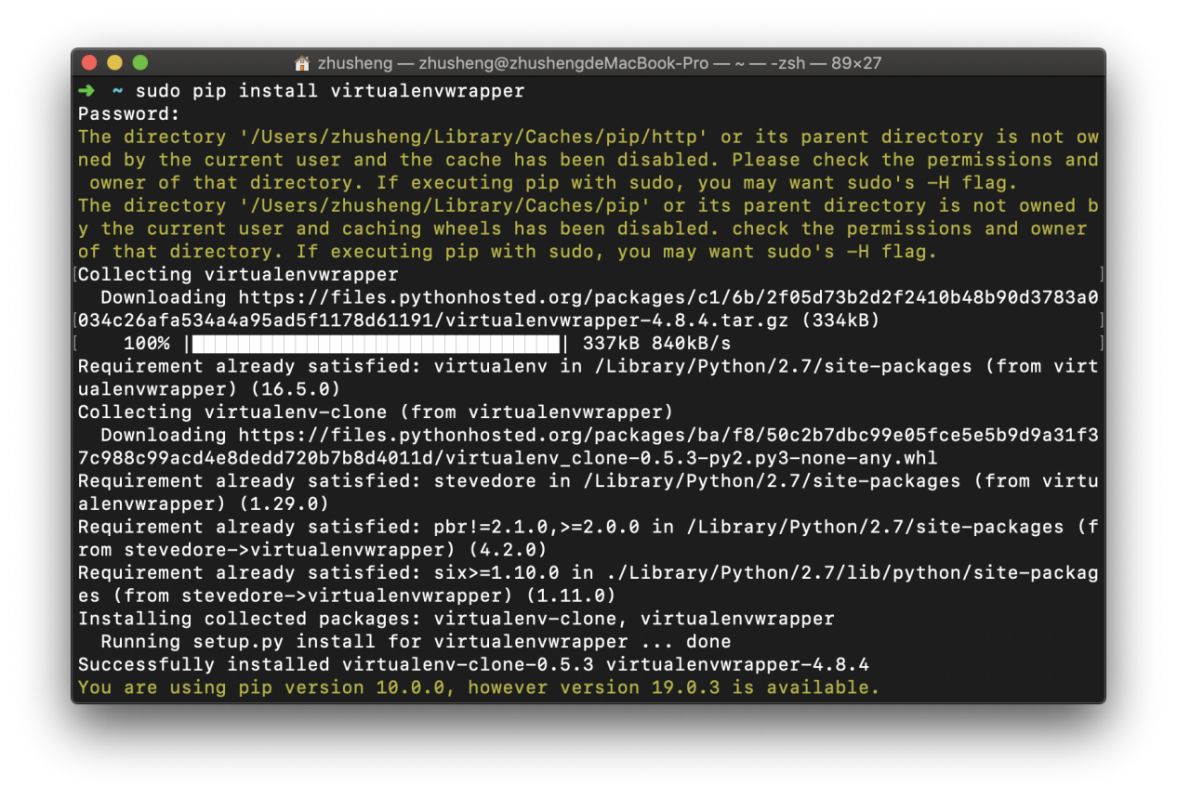 zhusheng — zhusheng@zhushengdeMacBook-Pro — ~ — -zsh — 89×27
➜ ~ sudo pip install virtualenvwrapper
Password:
The directory '/Users/zhusheng/Library/Caches/pip/http' or its parent directory is not ow
ned by the current user and the cache has been disabled. Please check the permissions and
 owner of that directory. If executing pip with sudo, you may want sudo's -H flag.
The directory '/Users/zhusheng/Library/Caches/pip' or its parent directory is not owned b
y the current user and caching wheels has been disabled. check the permissions and owner
of that directory. If executing pip with sudo, you may want sudo's -H flag.
[Collecting virtualenvwrapper ]
  Downloading https://files.pythonhosted.org/packages/c1/6b/2f05d73b2d2f2410b48b90d3783a0
[034c26afa534a4a95ad5f1178d61191/virtualenvwrapper-4.8.4.tar.gz (334kB) ]
[    100% |████████████████████████████████| 337kB 840kB/s ]
Requirement already satisfied: virtualenv in /Library/Python/2.7/site-packages (from virt
ualenvwrapper) (16.5.0)
Collecting virtualenv-clone (from virtualenvwrapper)
  Downloading https://files.pythonhosted.org/packages/ba/f8/50c2b7dbc99e05fce5e5b9d9a31f3
7c988c99acd4e8dedd720b7b8d4011d/virtualenv_clone-0.5.3-py2.py3-none-any.whl
Requirement already satisfied: stevedore in /Library/Python/2.7/site-packages (from virtu
alenvwrapper) (1.29.0)
Requirement already satisfied: pbr!=2.1.0,>=2.0.0 in /Library/Python/2.7/site-packages (f
rom stevedore->virtualenvwrapper) (4.2.0)
Requirement already satisfied: six>=1.10.0 in ./Library/Python/2.7/lib/python/site-packag
es (from stevedore->virtualenvwrapper) (1.11.0)
Installing collected packages: virtualenv-clone, virtualenvwrapper
  Running setup.py install for virtualenvwrapper ... done
Successfully installed virtualenv-clone-0.5.3 virtualenvwrapper-4.8.4
You are using pip version 10.0.0, however version 19.0.3 is available.